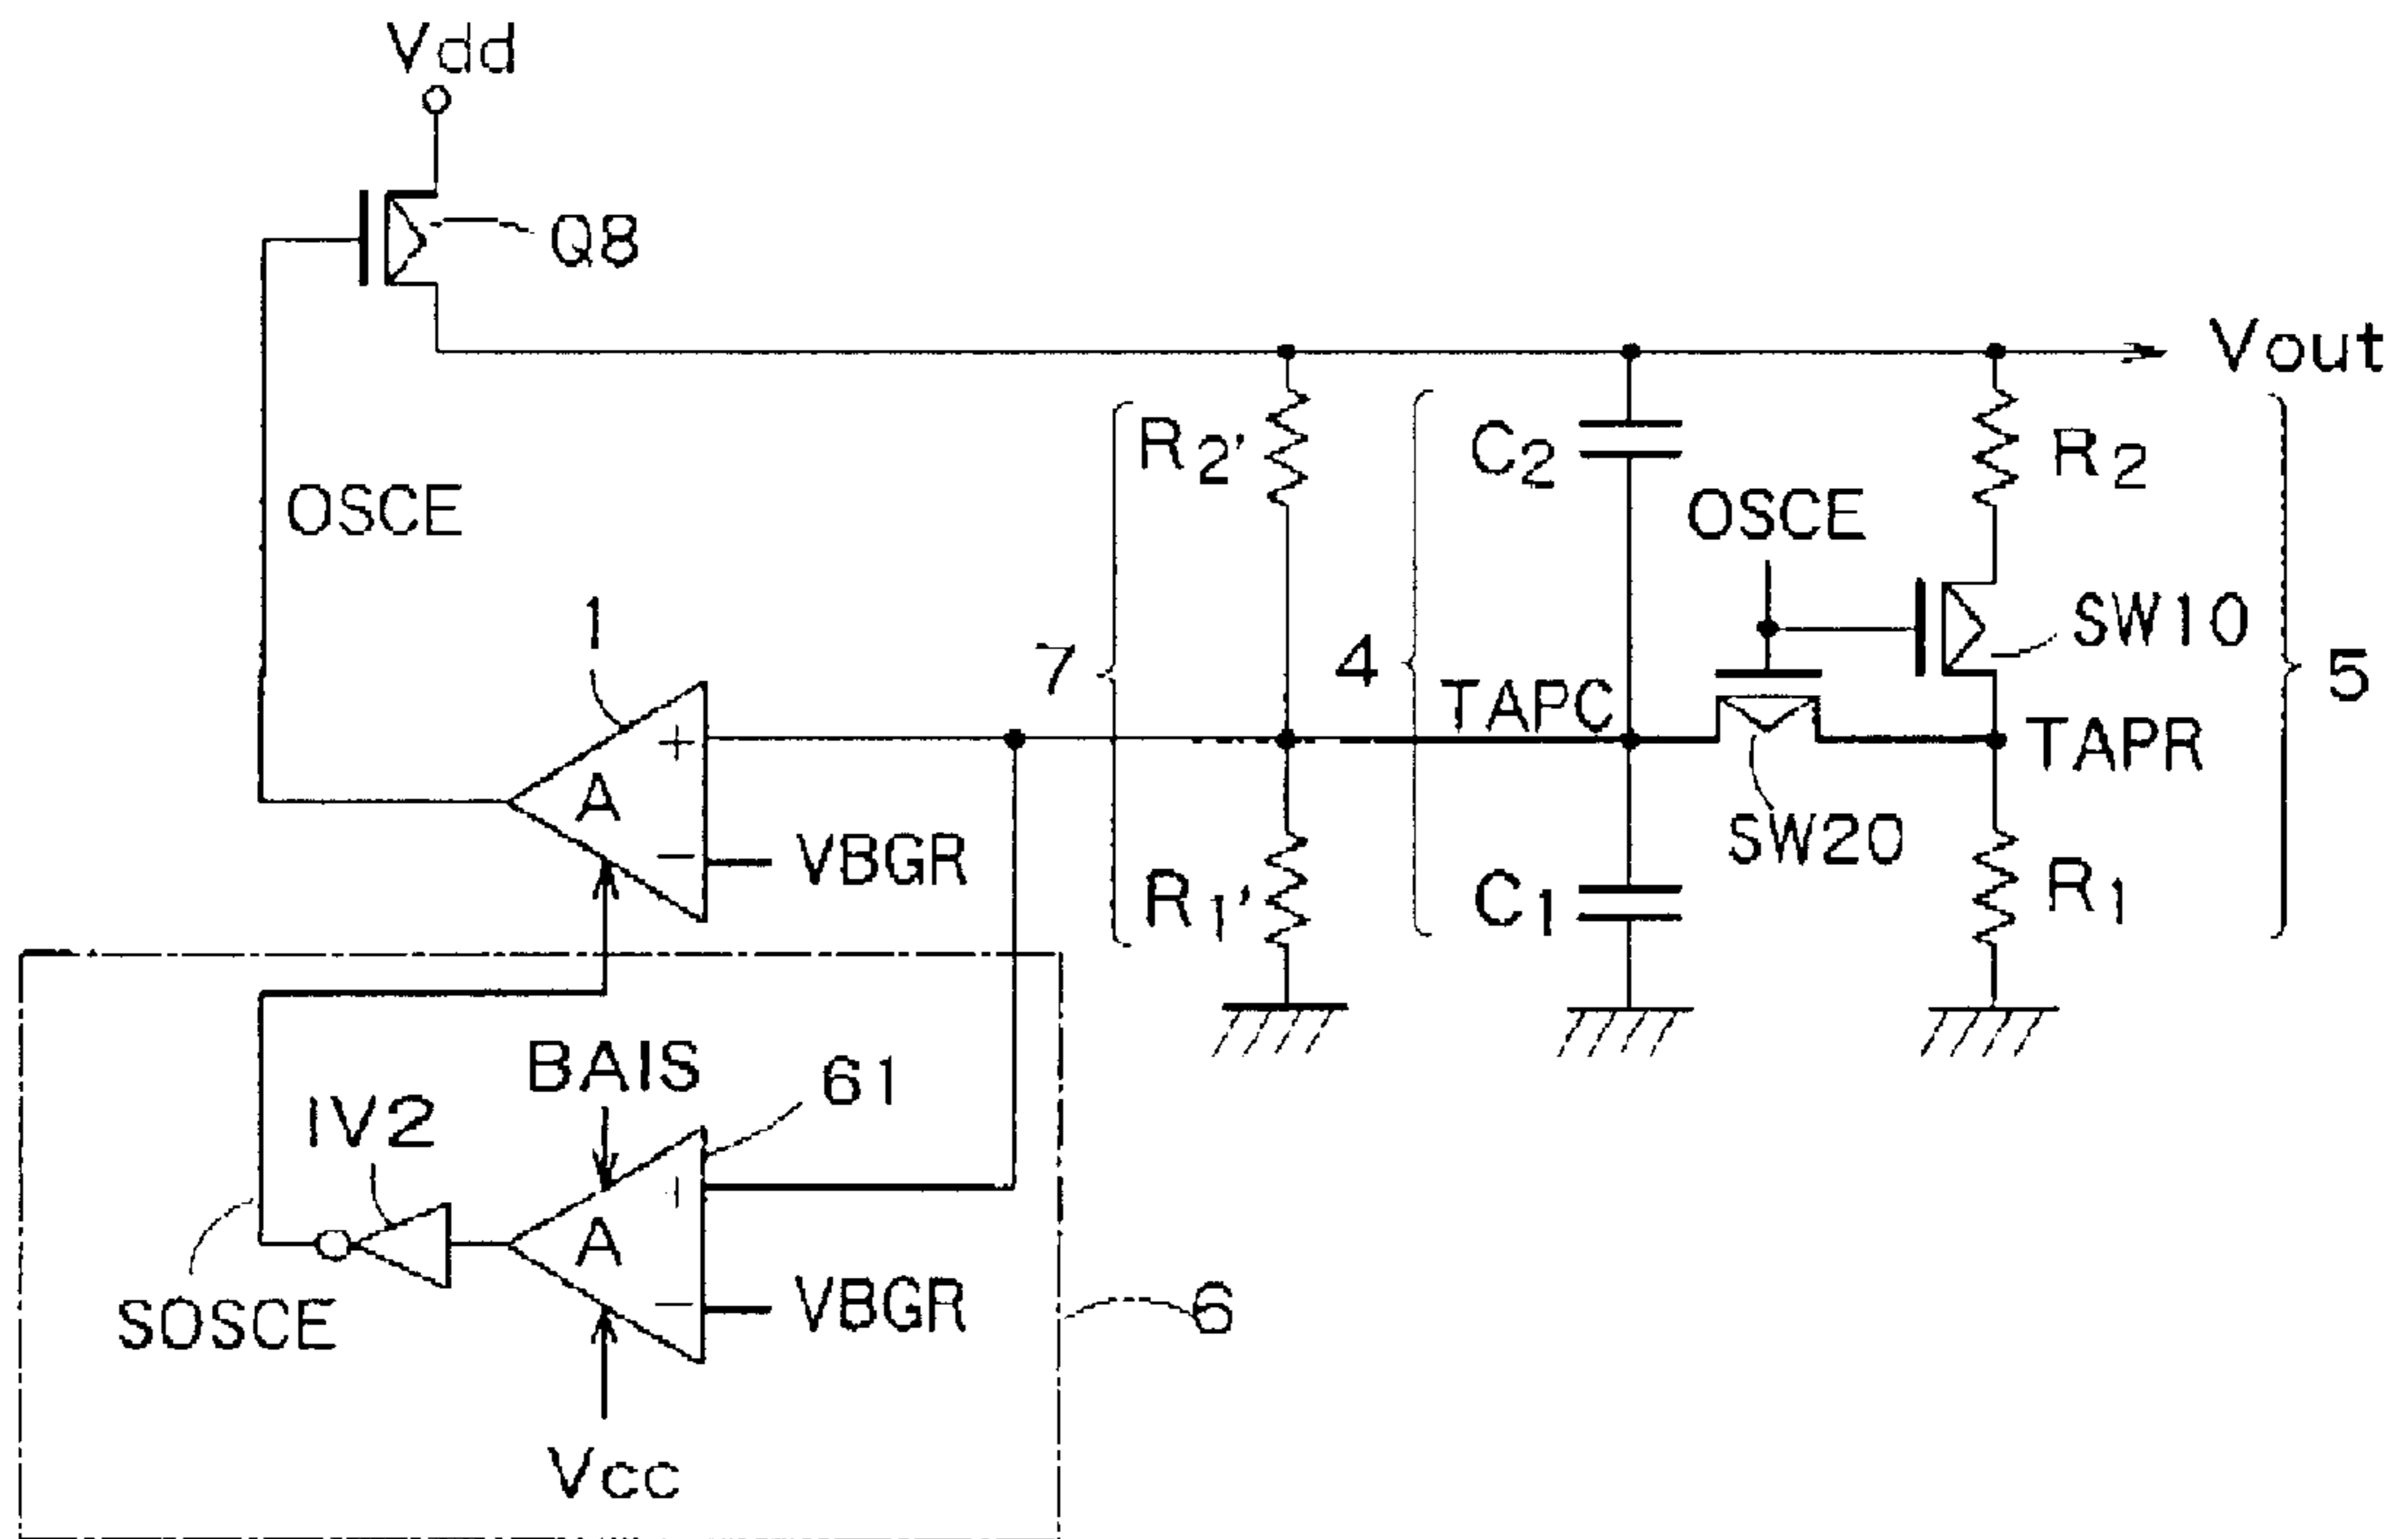 Vdd
Q8
Vout
R2'
C2
R2
OSCE
OSCE
1
7
4
SW10
5
TAPC
TAPR
A
+
−
VBGR
SW20
R1'
C1
R1
BAIS
61
IV2
+
A
−
SOSCE
VBGR
6
Vcc